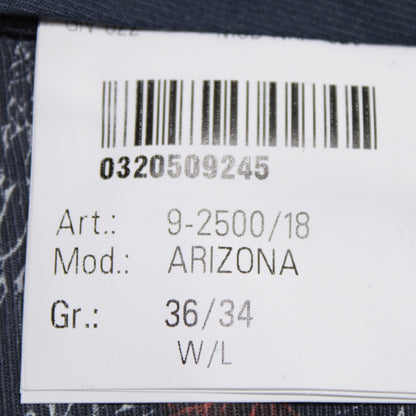 0320509245
Art.: 9-2500/18
Mod.: ARIZONA
Gr.: 36/34
W/L